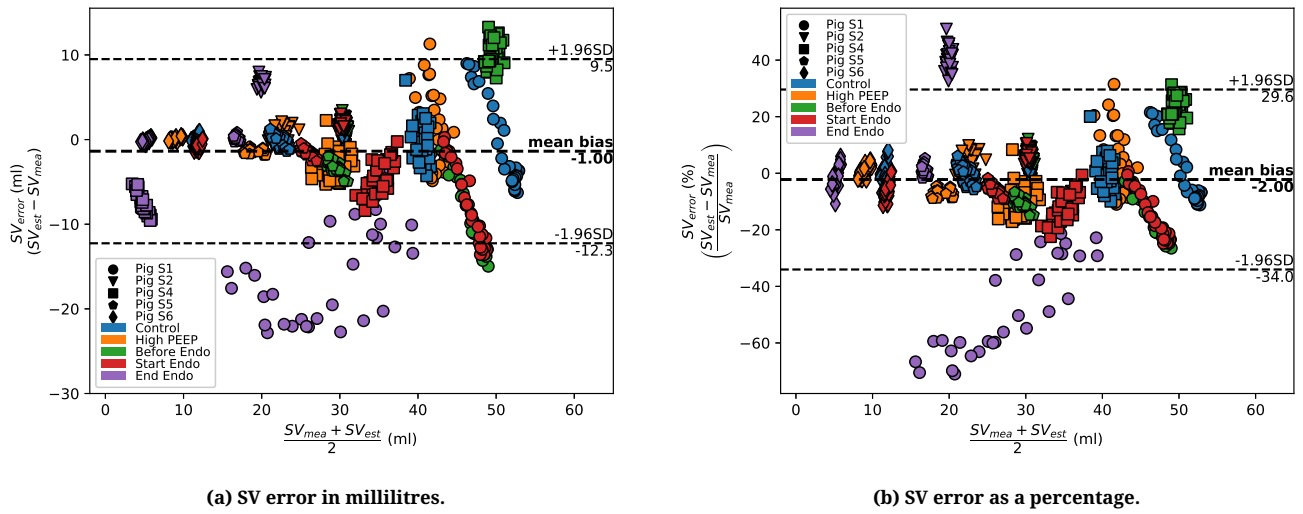 10
0
−10
−20
−30
SV_error (ml)
(SV_est − SV_mea)
+1.96SD
9.5
mean bias
-1.00
-1.96SD
-12.3
Pig S1
Pig S2
Pig S4
Pig S5
Pig S6
Control
High PEEP
Before Endo
Start Endo
End Endo
0 10 20 30 40 50 60
SV_mea + SV_est
2
(ml)
(a) SV error in millilitres.
40
20
0
−20
−40
−60
SV_error (%)
(SV_est − SV_mea
SV_mea)
Pig S1
Pig S2
Pig S4
Pig S5
Pig S6
Control
High PEEP
Before Endo
Start Endo
End Endo
+1.96SD
29.6
mean bias
-2.00
-1.96SD
-34.0
0 10 20 30 40 50 60
SV_mea + SV_est
2
(ml)
(b) SV error as a percentage.